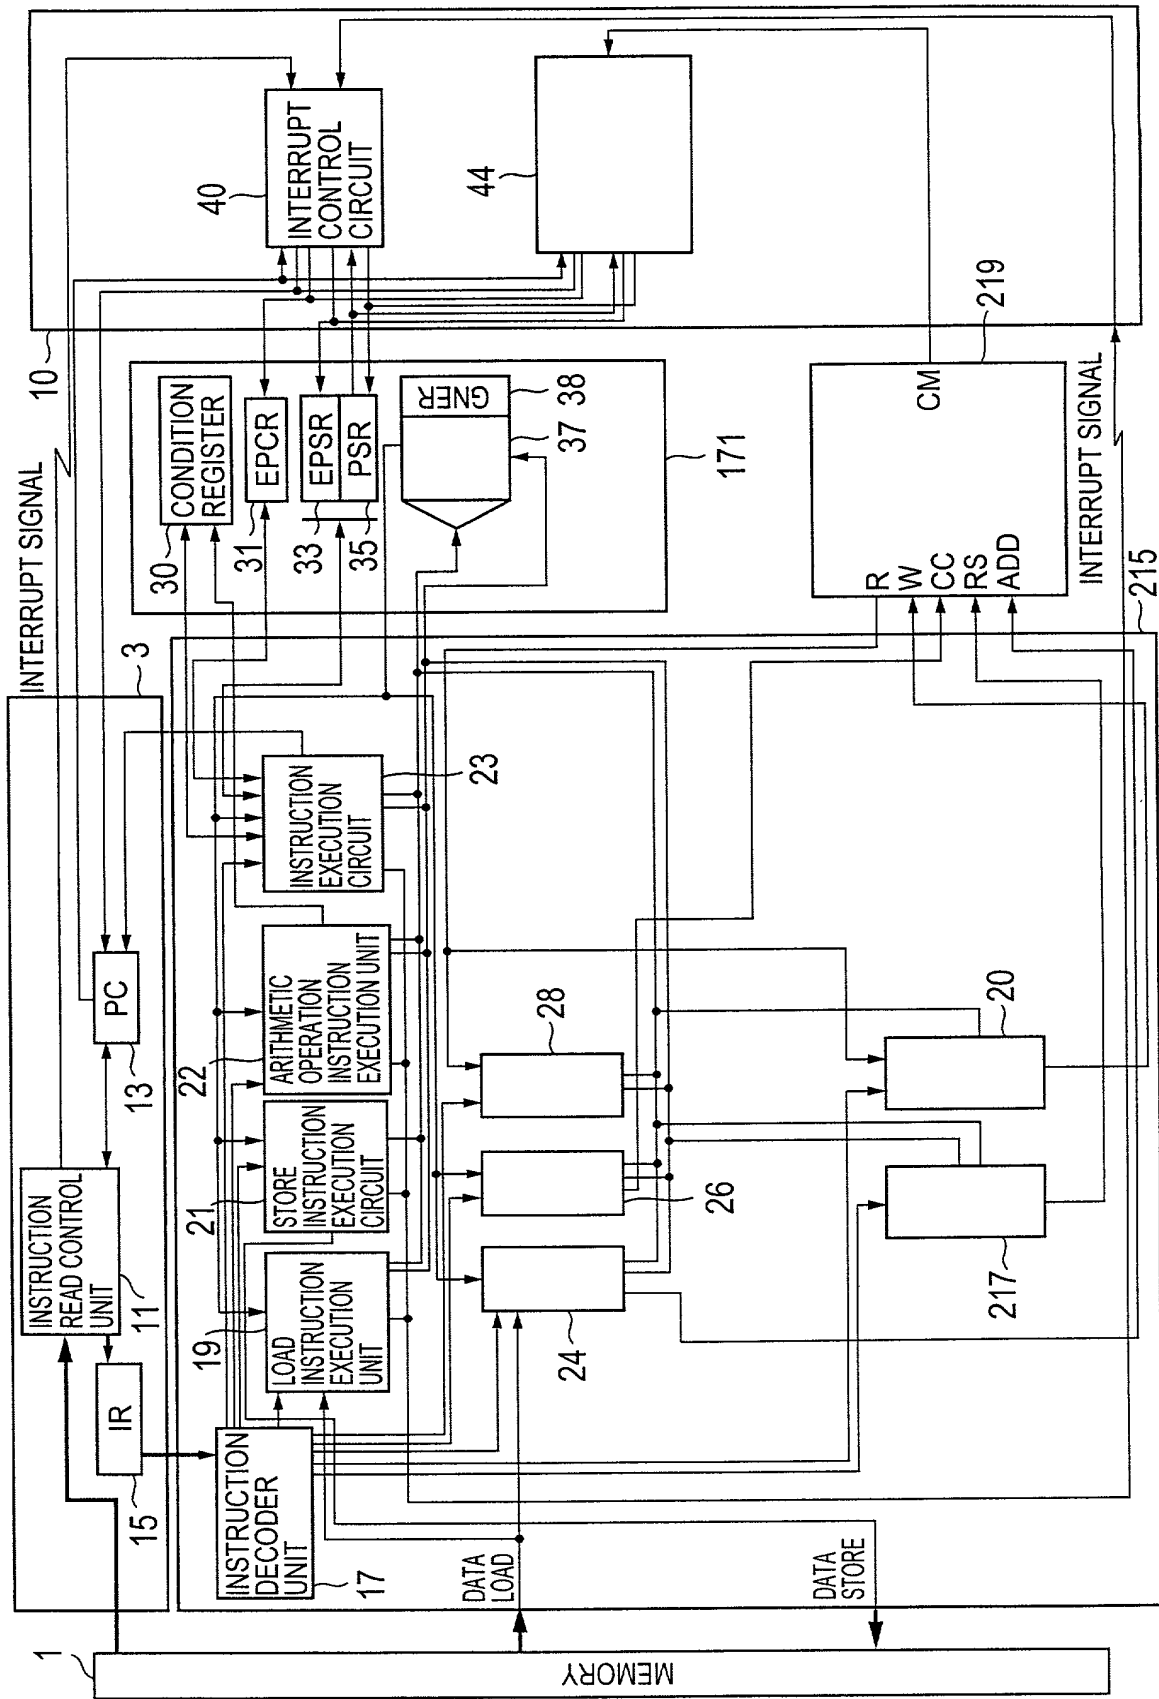 1
MEMORY
INTERRUPT SIGNAL
3
INSTRUCTION
READ CONTROL
UNIT
11
PC
13
IR
15
INSTRUCTION
DECODER
UNIT
17
DATA
LOAD
DATA
STORE
LOAD
INSTRUCTION
EXECUTION
UNIT
19
STORE
INSTRUCTION
EXECUTION
CIRCUIT
21
ARITHMETIC
OPERATION
INSTRUCTION
EXECUTION UNIT
22
INSTRUCTION
EXECUTION
CIRCUIT
23
24
26
28
217
20
215
CONDITION
REGISTER
30
EPCR
31
EPSR
33
PSR
35
GNER
38
37
171
R
W
CC
RS
ADD
CM
219
INTERRUPT SIGNAL
10
INTERRUPT
CONTROL
CIRCUIT
40
44